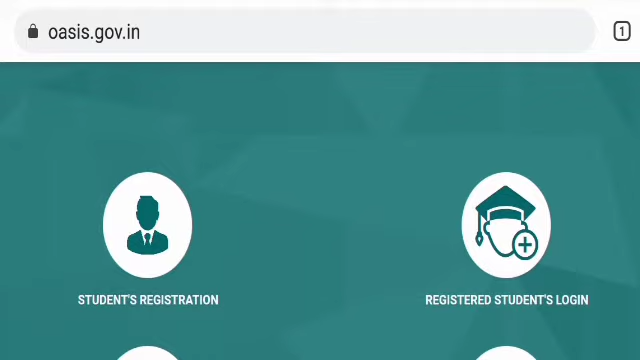 oasis.gov.in
1
STUDENT'S REGISTRATION
REGISTERED STUDENT'S LOGIN